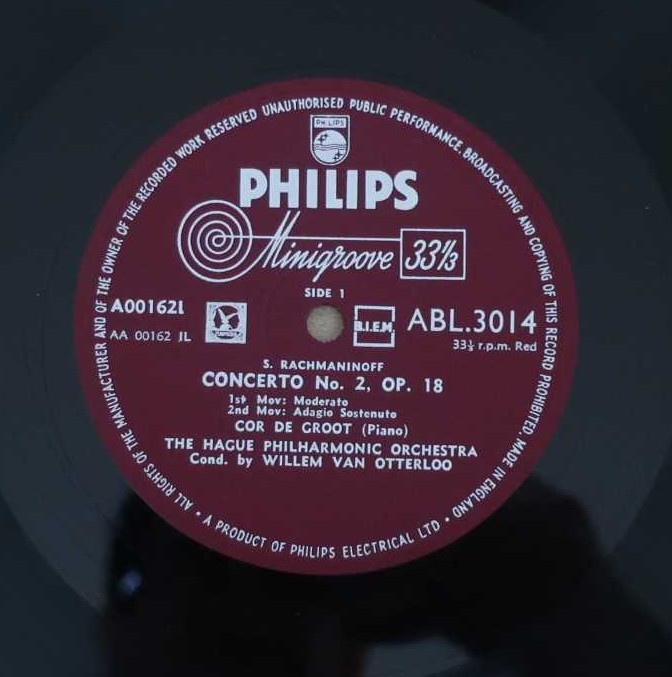 ALL RIGHTS OF THE MANUFACTURER AND OF THE OWNER OF THE RECORDED WORK RESERVED UNAUTHORISED PUBLIC PERFORMANCE, BROADCASTING AND COPYING OF THIS RECORD PROHIBITED. MADE IN ENGLAND
PHILIPS
PHILIPS
Minigroove 33⅓
SIDE 1
A00162L
B.I.E.M.
ABL.3014
AA 00162 JL
33⅓ r.p.m. Red
S. RACHMANINOFF
CONCERTO No. 2, OP. 18
1st Mov: Moderato
2nd Mov: Adagio Sostenuto
COR DE GROOT (Piano)
THE HAGUE PHILHARMONIC ORCHESTRA
Cond. by WILLEM VAN OTTERLOO
• A PRODUCT OF PHILIPS ELECTRICAL LTD •